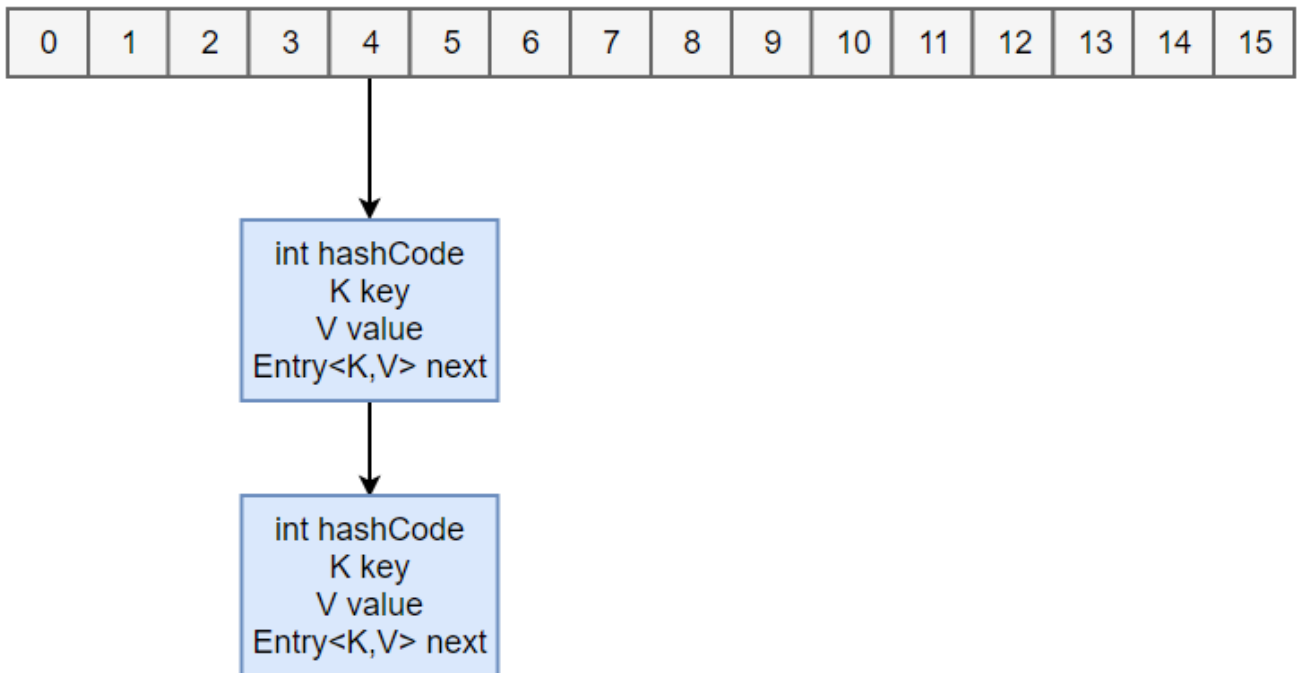 0 1 2 3 4 5 6 7 8 9 10 11 12 13 14 15
int hashCode
K key
V value
Entry<K,V> next
int hashCode
K key
V value
Entry<K,V> next